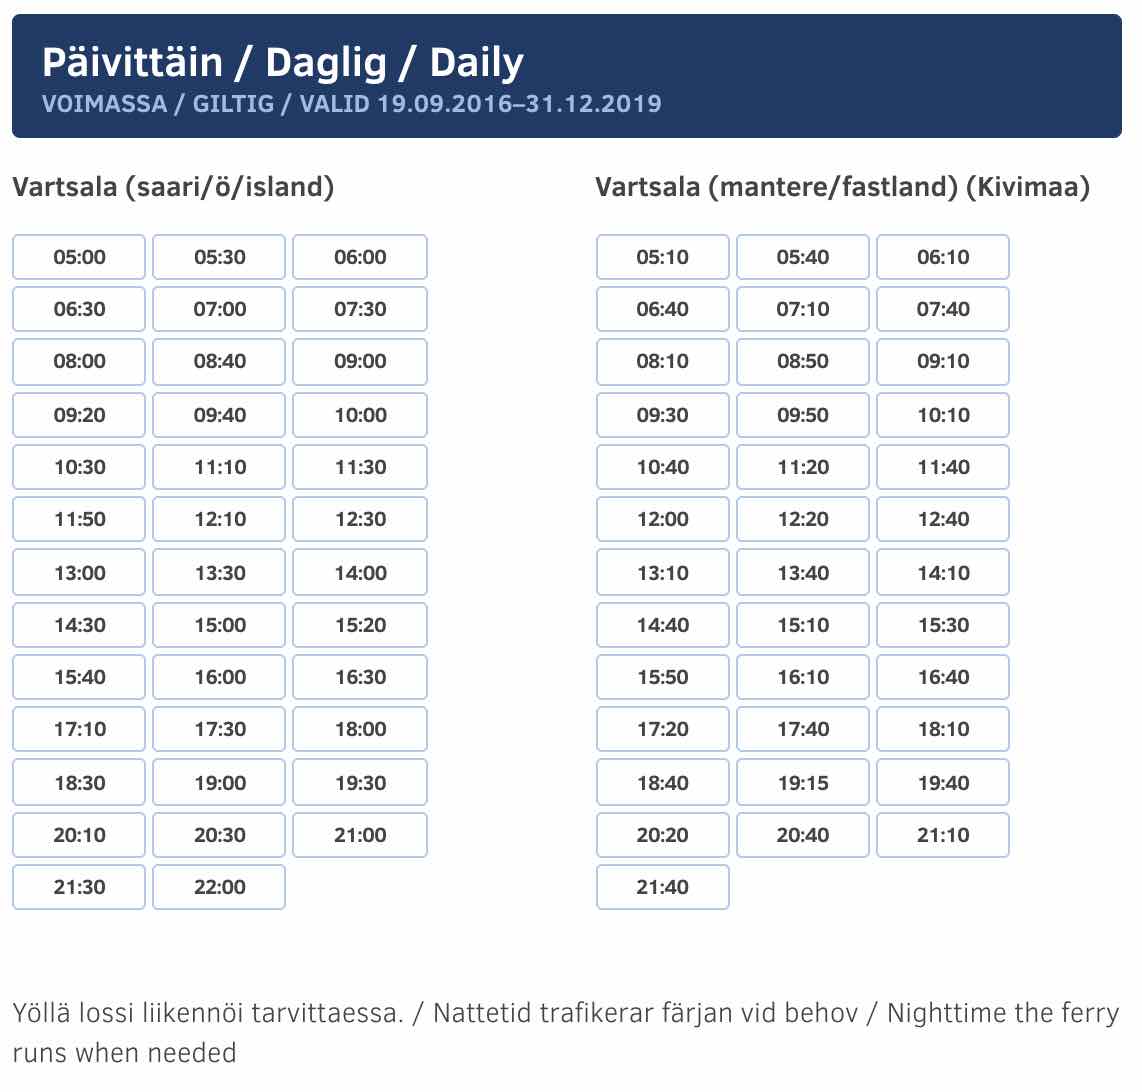 Päivittäin / Daglig / Daily
VOIMASSA / GILTIG / VALID 19.09.2016–31.12.2019
Vartsala (saari/ö/island)
05:00 05:30 06:00
06:30 07:00 07:30
08:00 08:40 09:00
09:20 09:40 10:00
10:30 11:10 11:30
11:50 12:10 12:30
13:00 13:30 14:00
14:30 15:00 15:20
15:40 16:00 16:30
17:10 17:30 18:00
18:30 19:00 19:30
20:10 20:30 21:00
21:30 22:00
Vartsala (mantere/fastland) (Kivimaa)
05:10 05:40 06:10
06:40 07:10 07:40
08:10 08:50 09:10
09:30 09:50 10:10
10:40 11:20 11:40
12:00 12:20 12:40
13:10 13:40 14:10
14:40 15:10 15:30
15:50 16:10 16:40
17:20 17:40 18:10
18:40 19:15 19:40
20:20 20:40 21:10
21:40
Yöllä lossi liikennöi tarvittaessa. / Nattetid trafikerar färjan vid behov / Nighttime the ferry
runs when needed